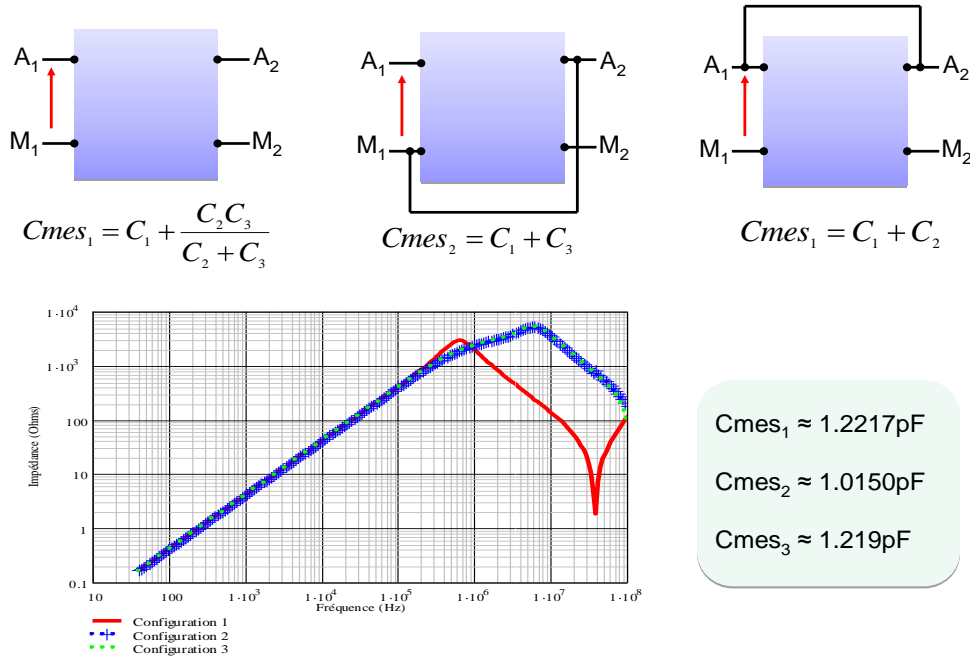 A₁ A₂
M₁ M₂
A₁ A₂
M₁ M₂
A₁ A₂
M₁ M₂
Cmes₁ = C₁ + C₂C₃ / C₂ + C₃
Cmes₂ = C₁ + C₃
Cmes₁ = C₁ + C₂
Impédance (Ohms)
1·10⁴
1·10³
100
10
1
0.1
10 100 1·10³ 1·10⁴ 1·10⁵ 1·10⁶ 1·10⁷ 1·10⁸
Fréquence (Hz)
Configuration 1
Configuration 2
Configuration 3
Cmes₁ ≈ 1.2217pF
Cmes₂ ≈ 1.0150pF
Cmes₃ ≈ 1.219pF